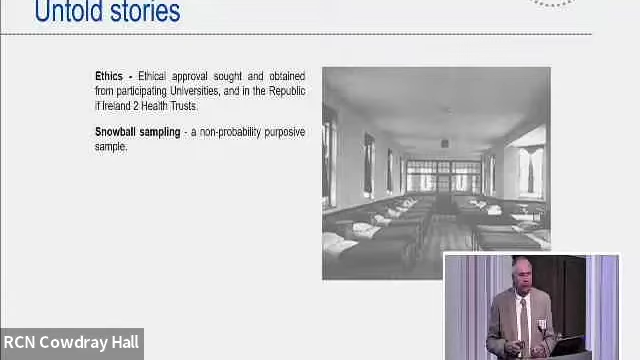 Untold stories
Ethics - Ethical approval sought and obtained
from participating Universities, and in the Republic
if Ireland 2 Health Trusts.
Snowball sampling - a non-probability purposive
sample.
RCN Cowdray Hall